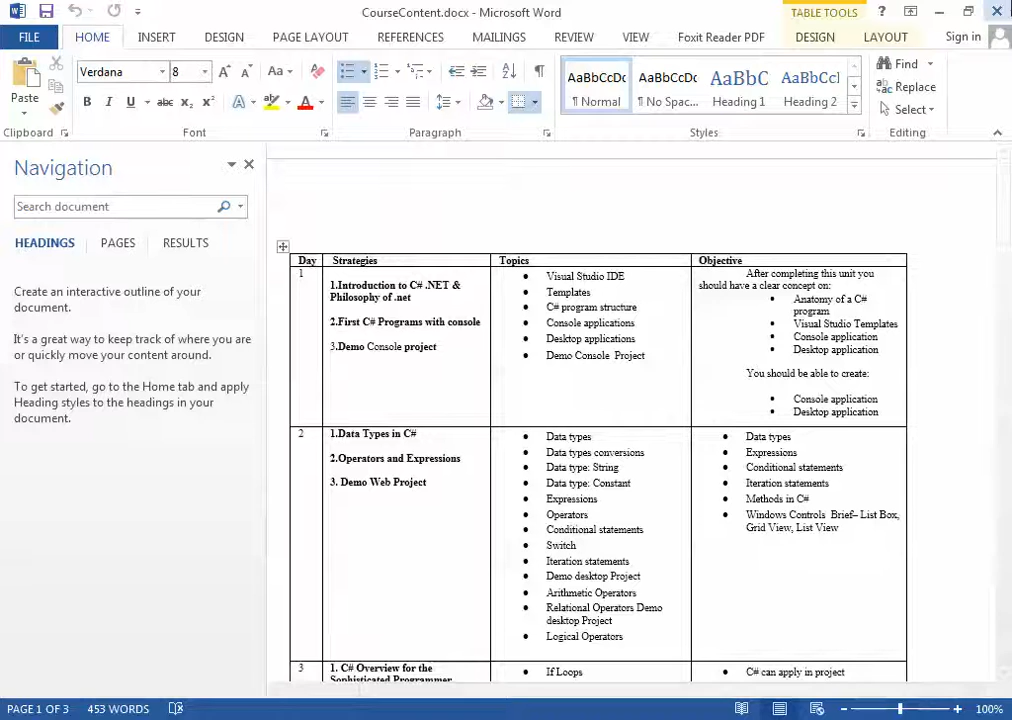 CourseContent.docx - Microsoft Word
TABLE TOOLS
FILE HOME INSERT DESIGN PAGE LAYOUT REFERENCES MAILINGS REVIEW VIEW Foxit Reader PDF DESIGN LAYOUT Sign in
Verdana 8 Aa
Paste
B I U abc x₂ x² A A
Clipboard Font Paragraph Styles Editing
AaBbCcDc AaBbCcDc AaBbC AaBbCcl
¶ Normal ¶ No Spac... Heading 1 Heading 2
Find
Replace
Select
Navigation
Search document
HEADINGS PAGES RESULTS
Create an interactive outline of your
document.
It's a great way to keep track of where you are
or quickly move your content around.
To get started, go to the Home tab and apply
Heading styles to the headings in your
document.
Day Strategies Topics Objective
1
1.Introduction to C# .NET &
Philosophy of .net
2.First C# Programs with console
3.Demo Console project
Visual Studio IDE
Templates
C# program structure
Console applications
Desktop applications
Demo Console Project
After completing this unit you
should have a clear concept on:
Anatomy of a C#
program
Visual Studio Templates
Console application
Desktop application
You should be able to create:
Console application
Desktop application
2
1.Data Types in C#
2.Operators and Expressions
3. Demo Web Project
Data types
Data types conversions
Data type: String
Data type: Constant
Expressions
Operators
Conditional statements
Switch
Iteration statements
Demo desktop Project
Arithmetic Operators
Relational Operators Demo
desktop Project
Logical Operators
Data types
Expressions
Conditional statements
Iteration statements
Methods in C#
Windows Controls Brief– List Box,
Grid View, List View
3
1. C# Overview for the
Sophisticated Programmer
If Loops
C# can apply in project
PAGE 1 OF 3 453 WORDS 100%